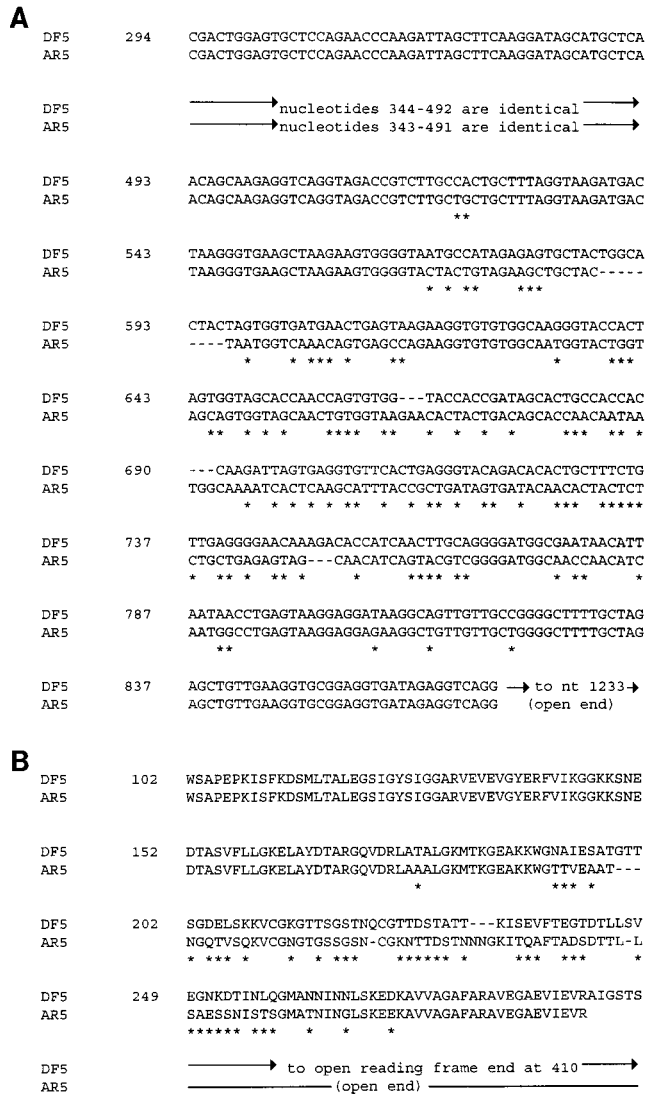 A
DF5 294 CGACTGGAGTGCTCCAGAACCCAAGATTAGCTTCAAGGATAGCATGCTCA
AR5 CGACTGGAGTGCTCCAGAACCCAAGATTAGCTTCAAGGATAGCATGCTCA
DF5 nucleotides 344-492 are identical
AR5 nucleotides 343-491 are identical
DF5 493 ACAGCAAGAGGTCAGGTAGACCGTCTTGCCACTGCTTTAGGTAAGATGAC
AR5 ACAGCAAGAGGTCAGGTAGACCGTCTTGCTGCTGCTTTAGGTAAGATGAC
**
DF5 543 TAAGGGTGAAGCTAAGAAGTGGGGTAATGCCATAGAGAGTGCTACTGGCA
AR5 TAAGGGTGAAGCTAAGAAGTGGGGTACTACTGTAGAAGCTGCTAC-----
* * ** ***
DF5 593 CTACTAGTGGTGATGAACTGAGTAAGAAGGTGTGTGGCAAGGGTACCACT
AR5 ----TAATGGTCAAACAGTGAGCCAGAAGGTGTGTGGCAATGGTACTGGT
* * *** * ** * ***
DF5 643 AGTGGTAGCACCAACCAGTGTGG---TACCACCGATAGCACTGCCACCAC
AR5 AGCAGTGGTAGCAACTGTGGTAAGAACACTACTGACAGCACCAACAATAA
** * * **** * * * * *** * *
DF5 690 ---CAAGATTAGTGAGGTGTTCACTGAGGGTACAGACACACTGCTTTCTG
AR5 TGGCAAAATCACTCAAGCATTTACCGCTGATAGTGATACAACACTACTCT
* * * * ** * * * ** * ** *****
DF5 737 TTGAGGGGAACAAAGACACCATCAACTTGCAGGGGATGGCGAATAACATT
AR5 CTGCTGAGAGTAG---CAACATCAGTACGTCGGGGATGGCAACCAACATC
* ** * ** * * **** ** * ** *
DF5 787 AATAACCTGAGTAAGGAGGATAAGGCAGTTGTTGCCGGGGCTTTTGCTAG
AR5 AATGGCCTGAGTAAGGAGGAGAAGGCTGTTGTTGCTGGGGCTTTTGCTAG
** * * *
DF5 837 AGCTGTTGAAGGTGCGGAGGTGATAGAGGTCAGG to nt 1233
AR5 AGCTGTTGAAGGTGCGGAGGTGATAGAGGTCAGG (open end)
B
DF5 102 WSAPEPKISFKDSMLTALEGSIGYSIGGARVEVEVGYERFVIKGGKKSNE
AR5 WSAPEPKISFKDSMLTALEGSIGYSIGGARVEVEVGYERFVIKGGKKSNE
DF5 152 DTASVFLLGKELAYDTARGQVDRLATALGKMTKGEAKKWGNAIESATGTT
AR5 DTASVFLLGKELAYDTARGQVDRLAAALGKMTKGEAKKWGTTVEAAT---
* *** *
DF5 202 SGDELSKKVCGKGTTSGSTNQCGTTDSTATT---KISEVFTEGTDTLLSV
AR5 NGQTVSQKVCGNGTGSSGSN-CGKNTTDSTNNNGKITQAFTADSDTTL-L
* *** * * * *** ****** * *** *** *
DF5 249 EGNKDTINLQGMANNINNLSKEDKAVVAGAFARAVEGAEVIEVRAIGSTS
AR5 SAESSNISTSGMATNINGLSKEEKAVVAGAFARAVEGAEVIEVR
****** *** * * *
DF5 to open reading frame end at 410
AR5 (open end)